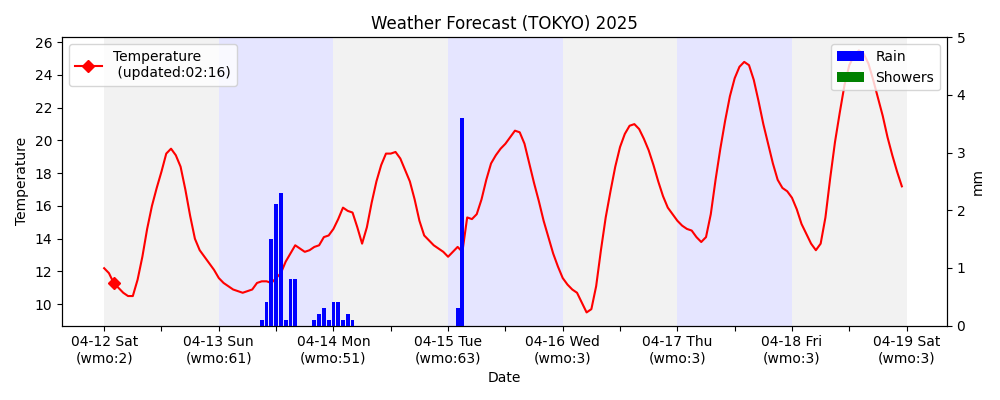 Weather Forecast (TOKYO) 2025
Temperature
(updated:02:16)
Rain
Showers
26
24
22
20
18
16
14
12
10
Temperature
5
4
3
2
1
0
mm
04-12 Sat
(wmo:2)
04-13 Sun
(wmo:61)
04-14 Mon
(wmo:51)
04-15 Tue
(wmo:63)
04-16 Wed
(wmo:3)
04-17 Thu
(wmo:3)
04-18 Fri
(wmo:3)
04-19 Sat
(wmo:3)
Date